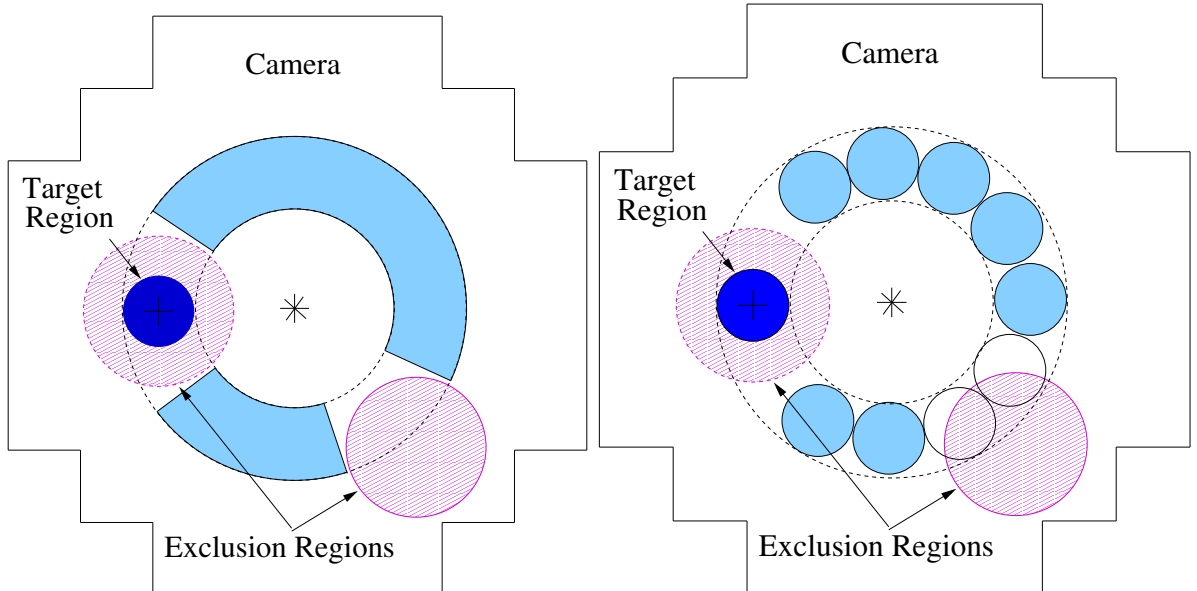 Camera
Target
Region
Exclusion Regions
Camera
Target
Region
Exclusion Regions